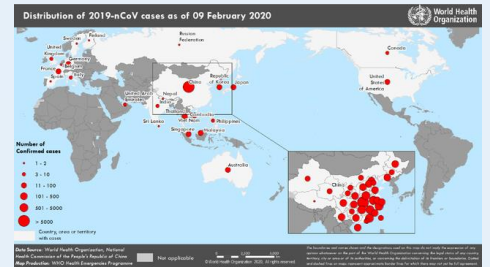 Distribution of 2019-nCoV cases as of 09 February 2020
World Health
Organization
Sweden
Finland
Russian
Federation
United
Kingdom
Germany
Belgium
France
Spain
Italy
Canada
United States
of America
China
Republic
of Korea
Japan
Nepal
United Arab
Emirates
India
Thailand
Cambodia
Viet Nam
Philippines
Sri Lanka
Singapore
Malaysia
Australia
China
Number of
Confirmed cases
1 - 2
3 - 10
11 - 100
101 - 500
501 - 5000
> 5000
Country, area or territory
with cases
Data Source: World Health Organization, National
Health Commission of the People's Republic of China
Map Production: WHO Health Emergencies Programme
Not applicable
© World Health Organization 2020. All rights reserved.